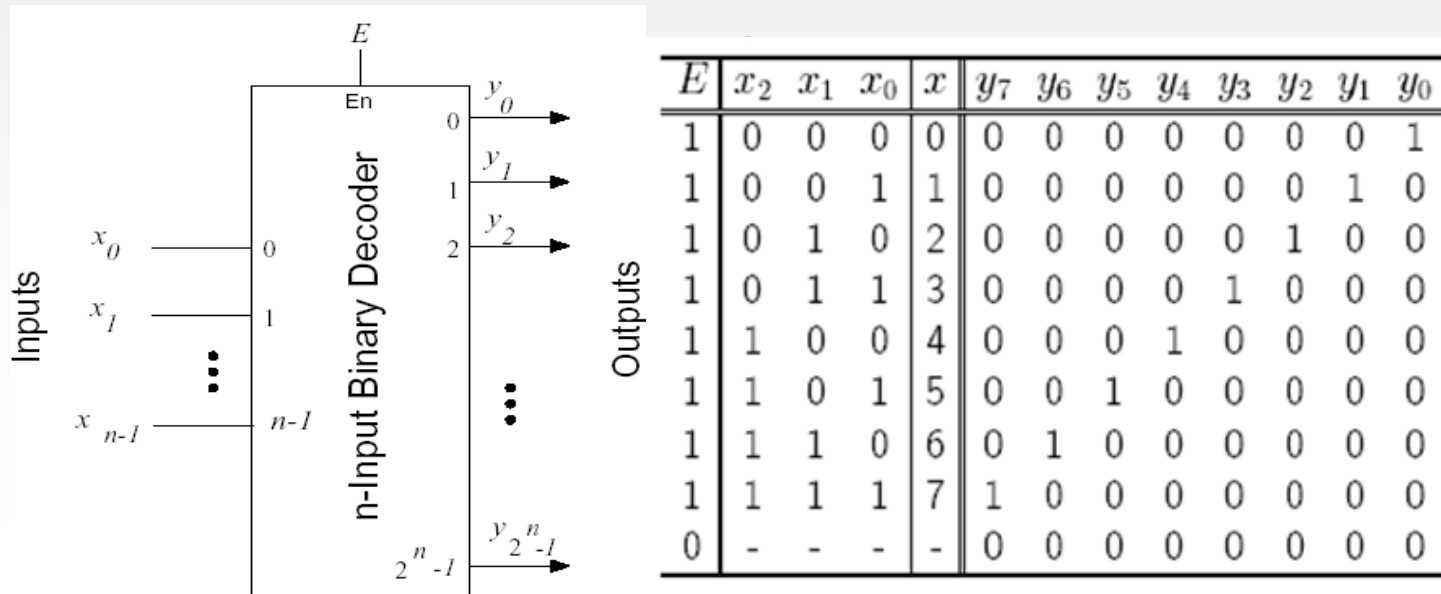 E
En
y0
0
y1
1
y2
2
x0
0
x1
1
x n-1
n-1
y 2^n-1
2^n -1
Inputs
n-Input Binary Decoder
Outputs
E x2 x1 x0 x y7 y6 y5 y4 y3 y2 y1 y0
1 0 0 0 0 0 0 0 0 0 0 0 1
1 0 0 1 1 0 0 0 0 0 0 1 0
1 0 1 0 2 0 0 0 0 0 1 0 0
1 0 1 1 3 0 0 0 0 1 0 0 0
1 1 0 0 4 0 0 0 1 0 0 0 0
1 1 0 1 5 0 0 1 0 0 0 0 0
1 1 1 0 6 0 1 0 0 0 0 0 0
1 1 1 1 7 1 0 0 0 0 0 0 0
0 - - - - 0 0 0 0 0 0 0 0